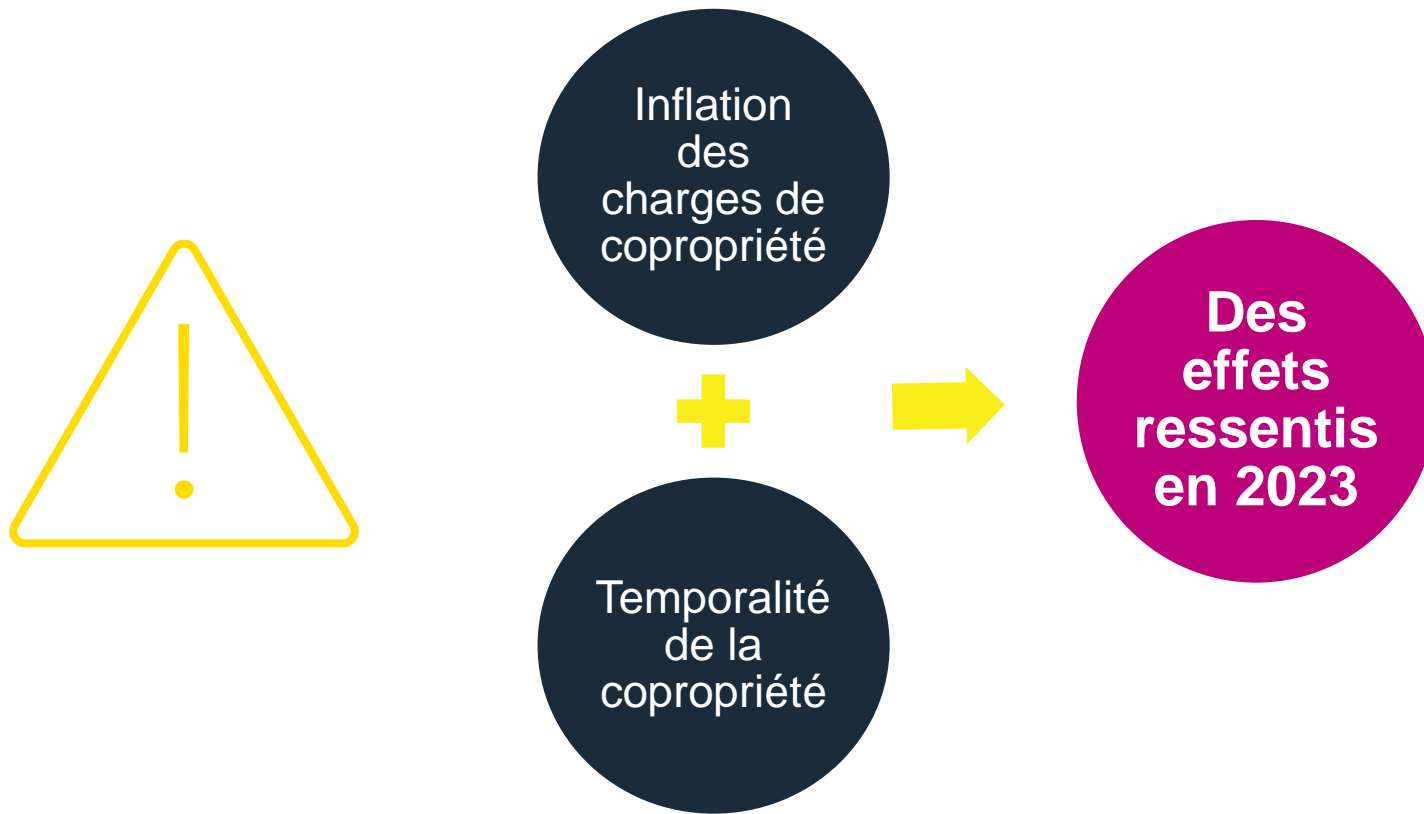 Inflation
des
charges de
copropriété
Temporalité
de la
copropriété
Des
effets
ressentis
en 2023